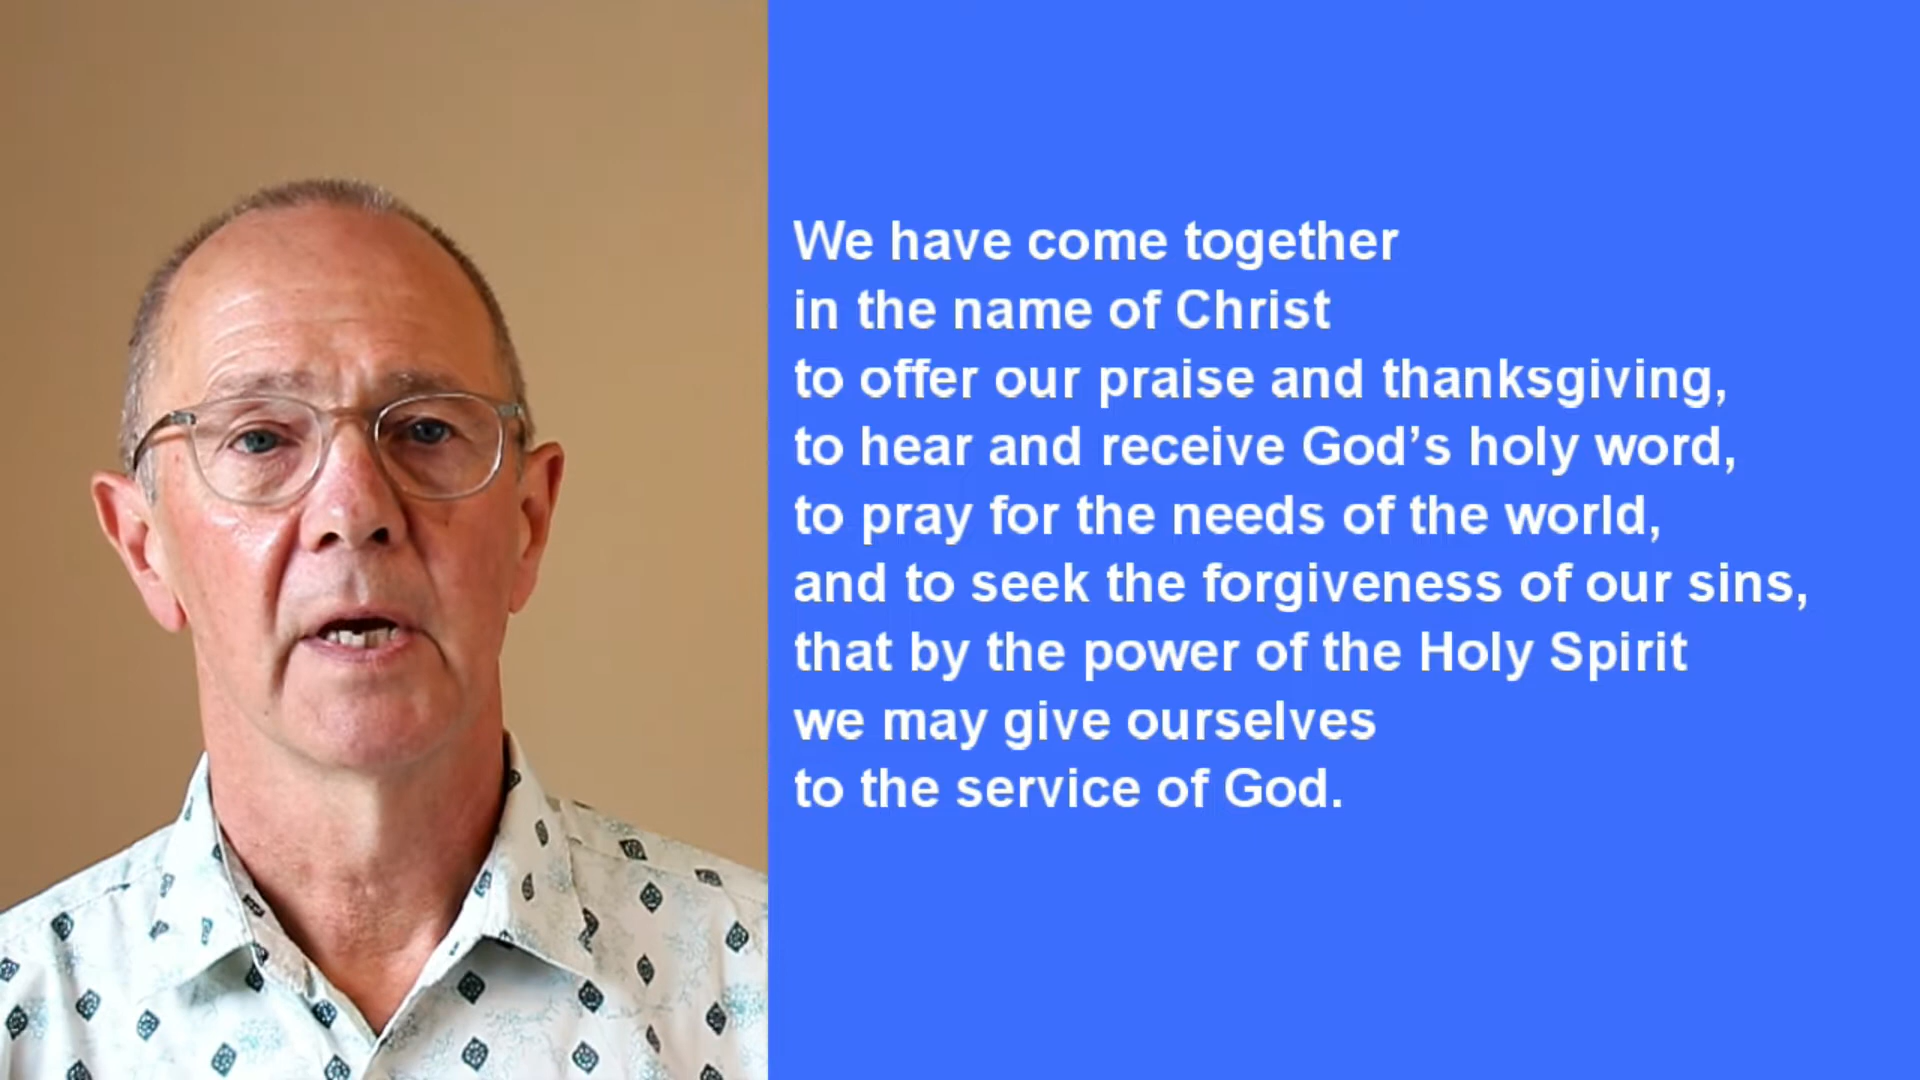 We have come together
in the name of Christ
to offer our praise and thanksgiving,
to hear and receive God’s holy word,
to pray for the needs of the world,
and to seek the forgiveness of our sins,
that by the power of the Holy Spirit
we may give ourselves
to the service of God.